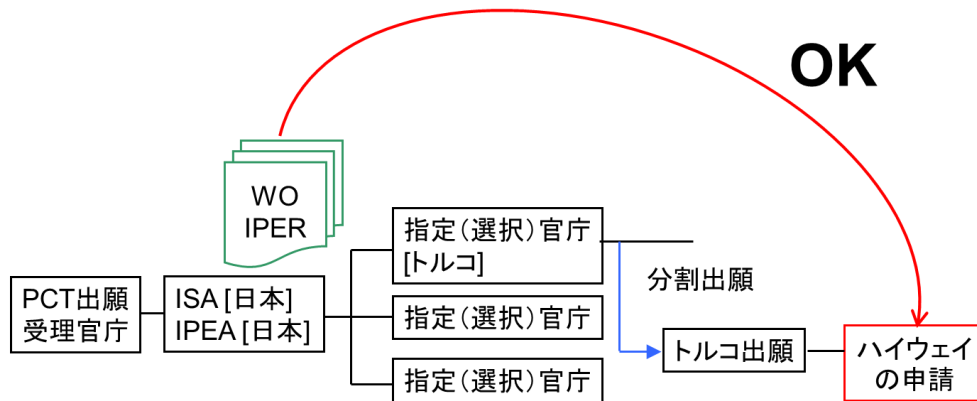 OK
WO
IPER
指定(選択)官庁
[トルコ]
分割出願
PCT出願
受理官庁
ISA [日本]
IPEA [日本]
指定(選択)官庁
トルコ出願
ハイウェイ
の申請
指定(選択)官庁